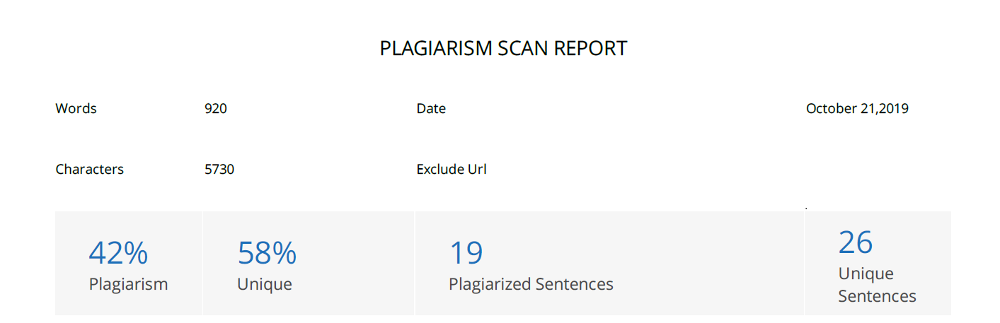 PLAGIARISM SCAN REPORT
Words 920 Date October 21,2019
Characters 5730 Exclude Url
42% 58% 19 26
Plagiarism Unique Plagiarized Sentences Unique
Sentences